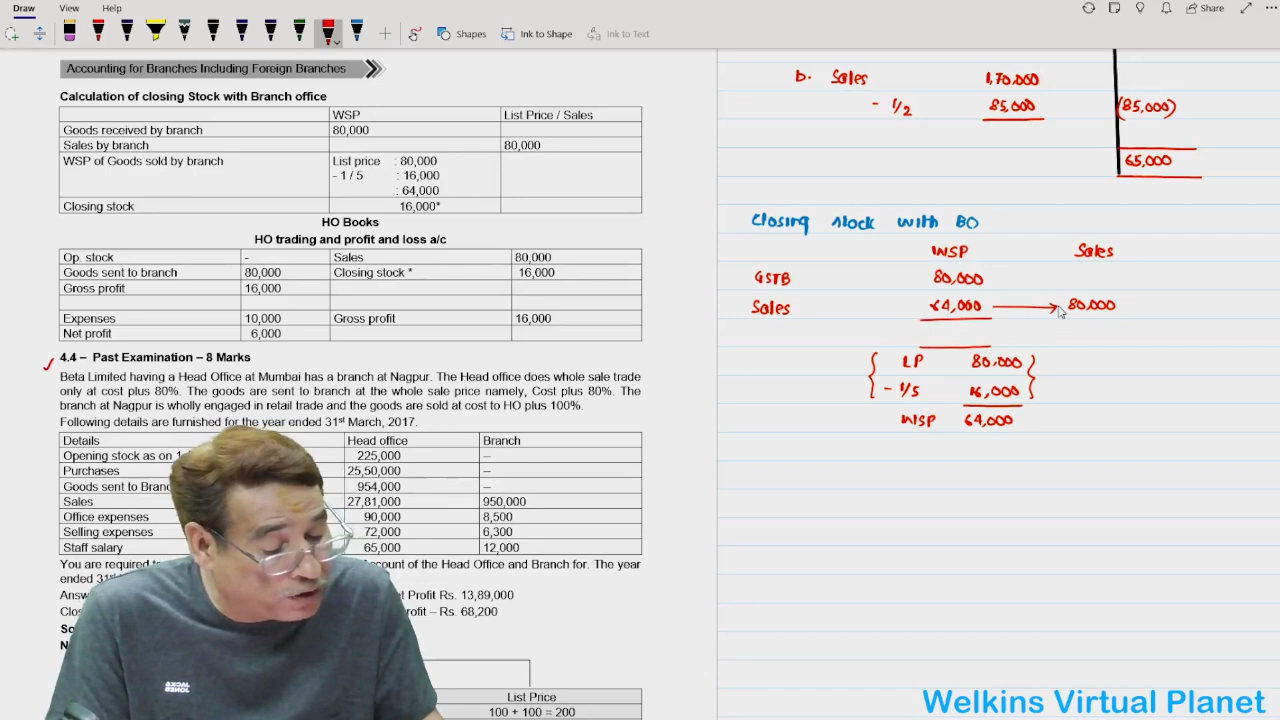 Draw Insert View Help
Share
Shapes Ink to Shape Ink to Text
Accounting for Branches Including Foreign Branches
Calculation of closing Stock with Branch office
WSP List Price / Sales
Goods received by branch 80,000
Sales by branch 80,000
WSP of Goods sold by branch List price : 80,000
- 1 / 5 : 16,000
: 64,000
Closing stock 16,000*
HO Books
HO trading and profit and loss a/c
Op. stock - Sales 80,000
Goods sent to branch 80,000 Closing stock * 16,000
Gross profit 16,000
Expenses 10,000 Gross profit 16,000
Net profit 6,000
4.4 – Past Examination – 8 Marks
Beta Limited having a Head Office at Mumbai has a branch at Nagpur. The Head office does whole sale trade
only at cost plus 80%. The goods are sent to branch at the whole sale price namely, Cost plus 80%. The
branch at Nagpur is wholly engaged in retail trade and the goods are sold at cost to HO plus 100%.
Following details are furnished for the year ended 31st March, 2017.
Details Head office Branch
Opening stock as on 225,000 –
Purchases 25,50,000 –
Goods sent to 954,000 –
Sales 27,81,000 950,000
Office expenses 90,000 8,500
Selling expenses 72,000 6,300
Staff salary 65,000 12,000
You are required of the Head Office and Branch for. The year
ended
Profit Rs. 13,89,000
– Rs. 68,200
List Price
100 + 100 = 200
b. Sales 1,70,000
- 1/2 85,000 (85,000)
65,000
Closing stock with BO
WSP Sales
GSTB 80,000
Sales 64,000 → 80,000
{ LP 80,000 }
- 1/5 16,000
WSP 64,000
Welkins Virtual Planet